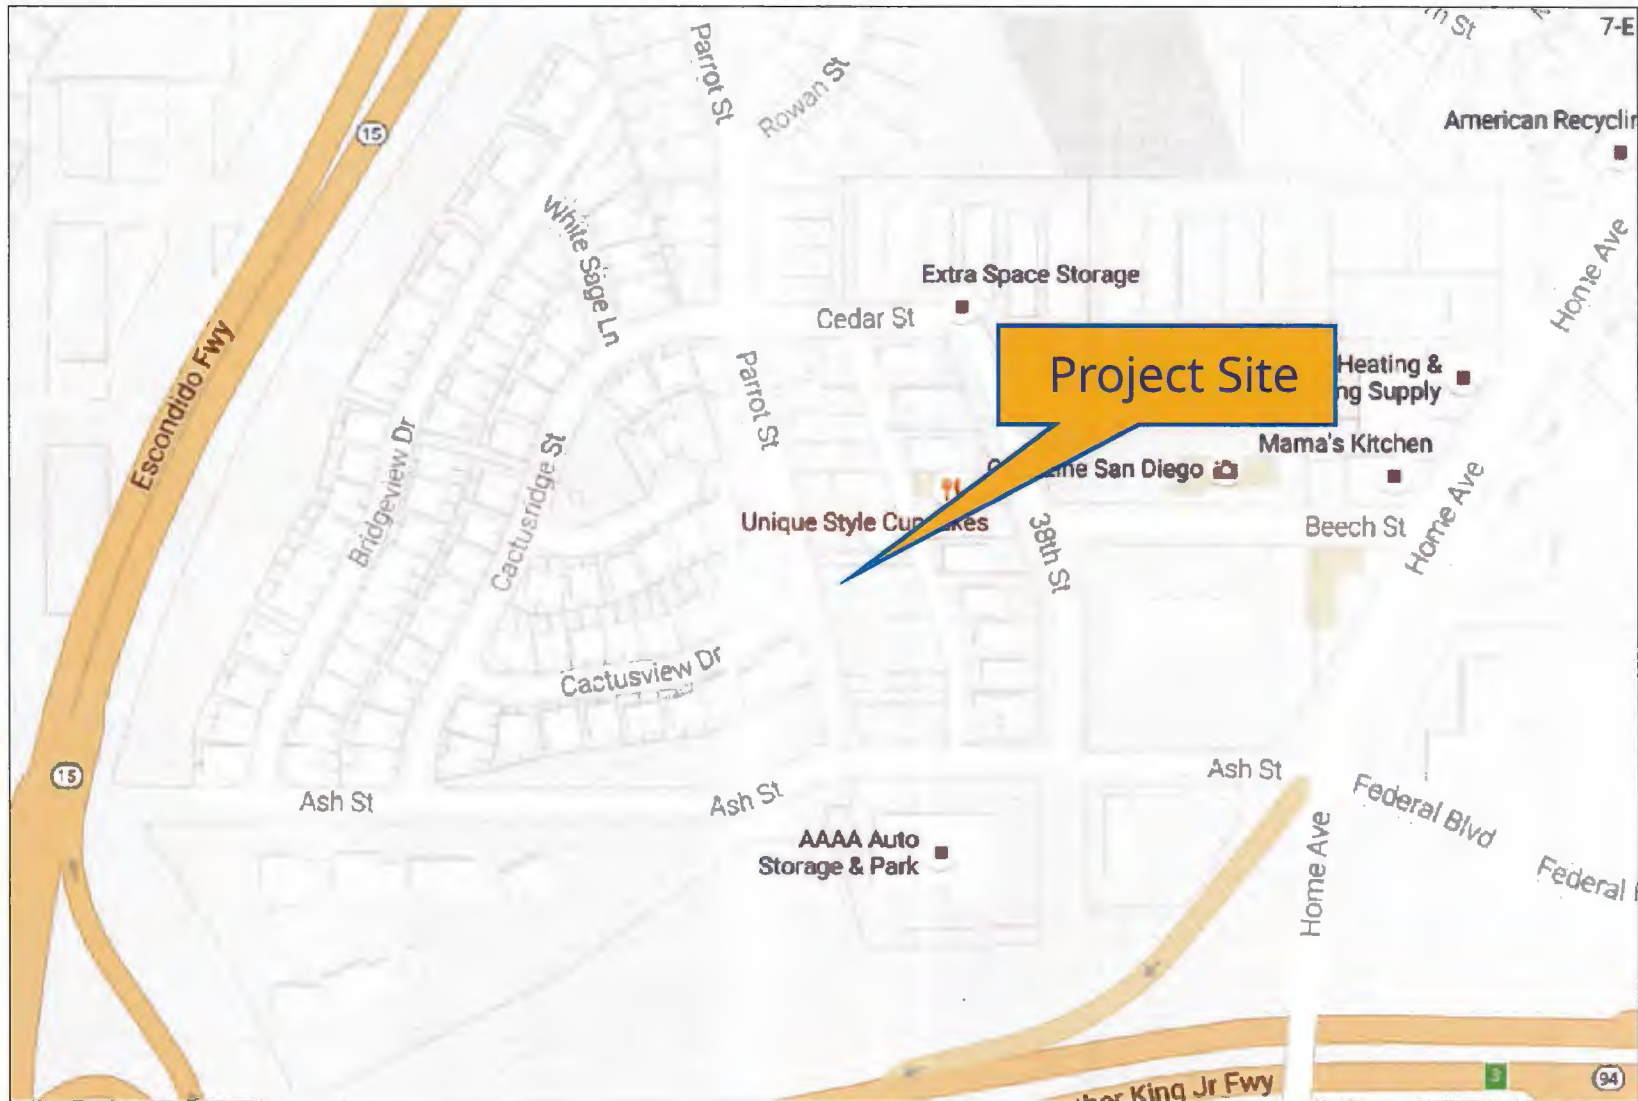 St
7-E
Parrot St
Rowan St
15
American Recyclin
White Sage Ln
Home Ave
Extra Space Storage
Cedar St
Project Site
Heating &
ng Supply
Escondido Fwy
Parrot St
Mama's Kitchen
San Diego
Bridgeview Dr
Cactusridge St
Home Ave
Unique Style Cup kes
38th St
Beech St
Cactusview Dr
15
Ash St
Ash St
Ash St
Federal Blvd
AAAA Auto
Storage & Park
Home Ave
Federal
King Jr Fwy
3
94